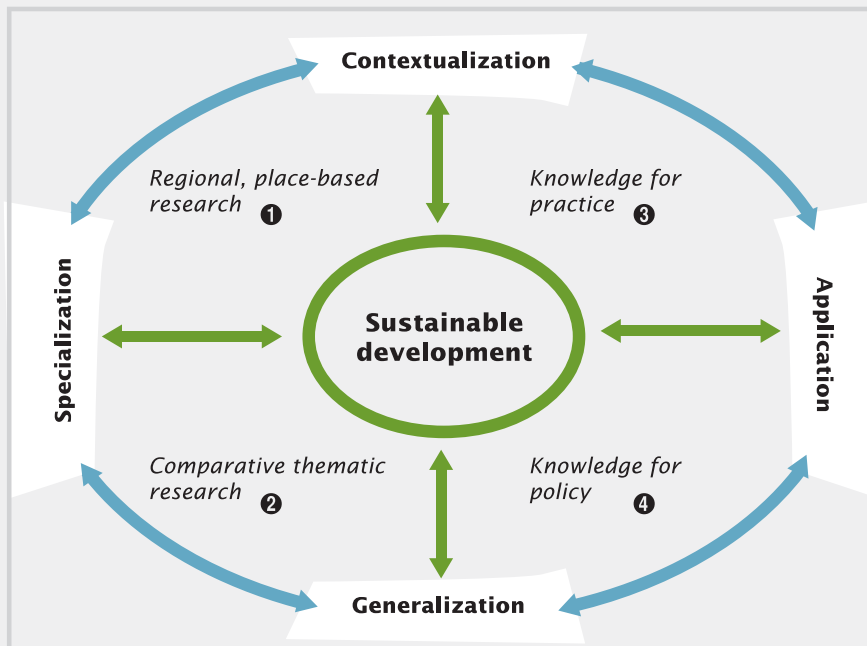 Contextualization
Regional, place-based
research ❶
Knowledge for
practice ❸
Specialization
Sustainable
development
Application
Comparative thematic
research ❷
Knowledge for
policy ❹
Generalization